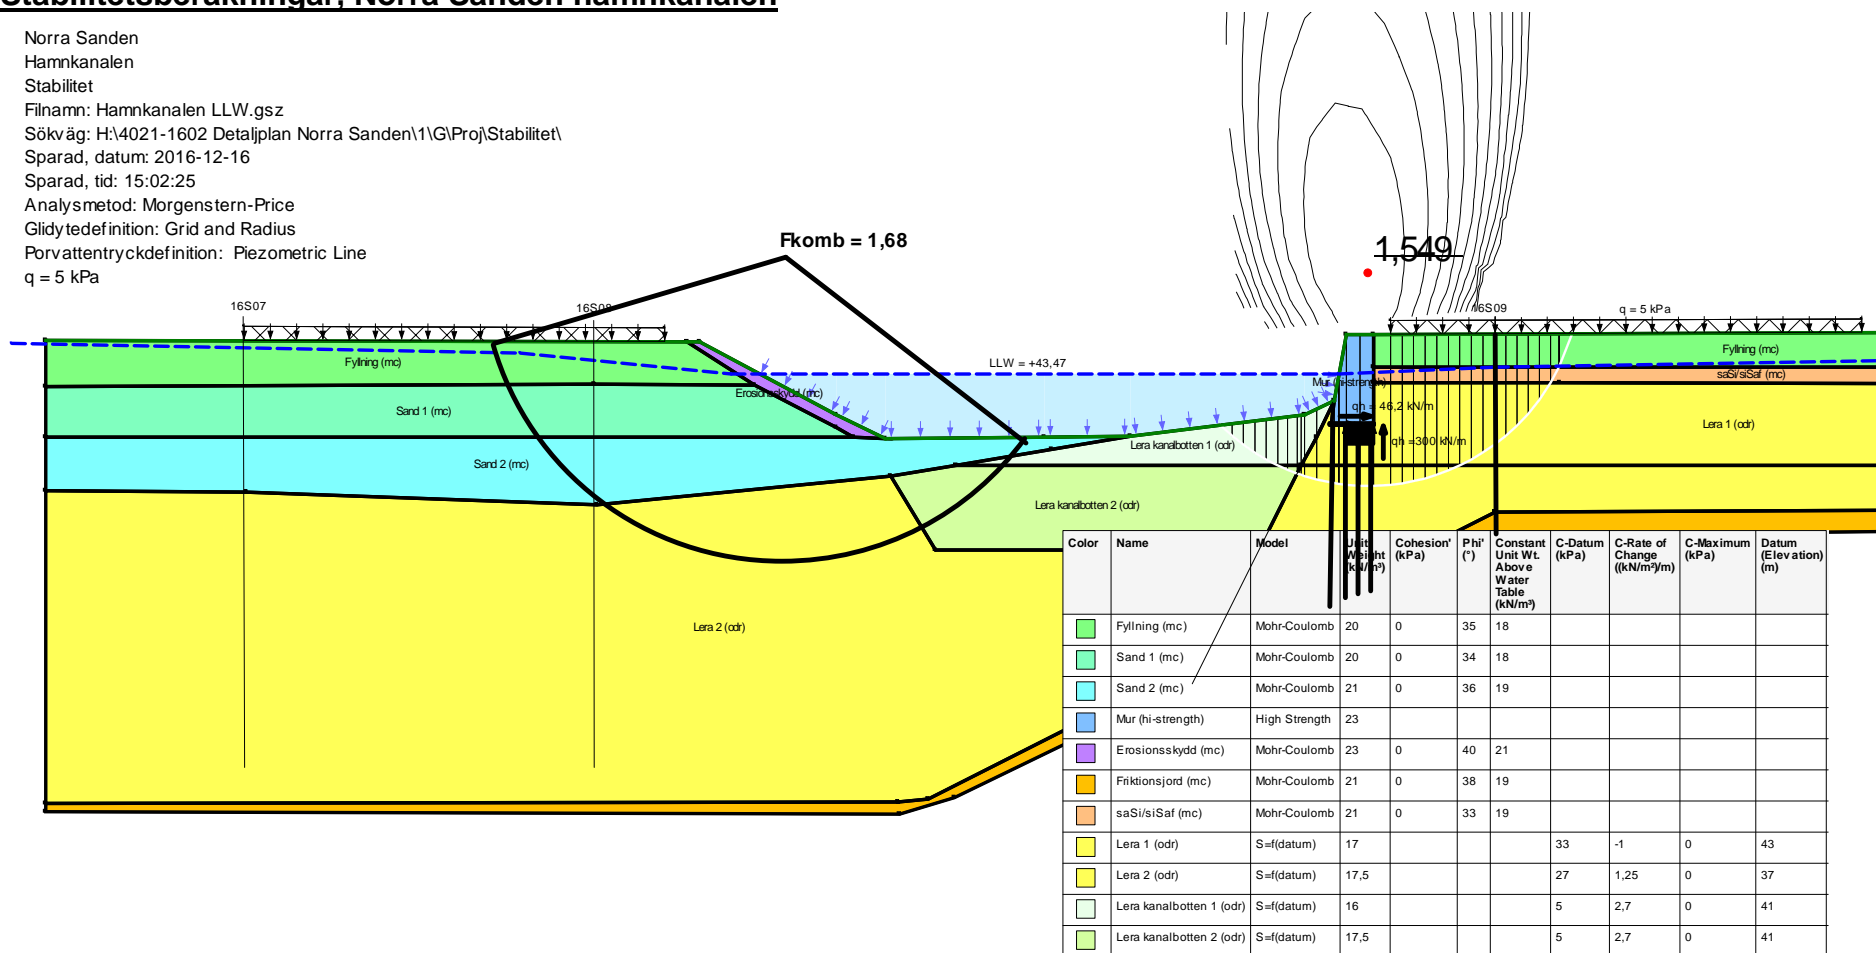 Stabilitetsberäkningar, Norra Sanden hamnkanalen
Norra Sanden
Hamnkanalen
Stabilitet
Filnamn: Hamnkanalen LLW.gsz
Sökväg: H:\4021-1602 Detaljplan Norra Sanden\1\G\Proj\Stabilitet\
Sparad, datum: 2016-12-16
Sparad, tid: 15:02:25
Analysmetod: Morgenstern-Price
Glidytedefinition: Grid and Radius
Porvattentryckdefinition: Piezometric Line
q = 5 kPa
Fkomb = 1,68
1,549
16S07
16S08
16S09
q = 5 kPa
Fyllning (mc)
LLW = +43,47
Fyllning (mc)
saSi/siSaf (mc)
Mur (hi-strength)
Erosionsskydd (mc)
Sand 1 (mc)
qh = 46,2 kN/m
Lera 1 (odr)
Lera kanalbotten 1 (odr)
qh =300 kN/m
Sand 2 (mc)
Lera kanalbotten 2 (odr)
Lera 2 (odr)
Color Name Model Unit Weight (kN/m³) Cohesion' (kPa) Phi' (°) Constant Unit Wt. Above Water Table (kN/m³) C-Datum (kPa) C-Rate of Change ((kN/m²)/m) C-Maximum (kPa) Datum (Elevation) (m)
Fyllning (mc) Mohr-Coulomb 20 0 35 18
Sand 1 (mc) Mohr-Coulomb 20 0 34 18
Sand 2 (mc) Mohr-Coulomb 21 0 36 19
Mur (hi-strength) High Strength 23
Erosionsskydd (mc) Mohr-Coulomb 23 0 40 21
Friktionsjord (mc) Mohr-Coulomb 21 0 38 19
saSi/siSaf (mc) Mohr-Coulomb 21 0 33 19
Lera 1 (odr) S=f(datum) 17 33 -1 0 43
Lera 2 (odr) S=f(datum) 17,5 27 1,25 0 37
Lera kanalbotten 1 (odr) S=f(datum) 16 5 2,7 0 41
Lera kanalbotten 2 (odr) S=f(datum) 17,5 5 2,7 0 41